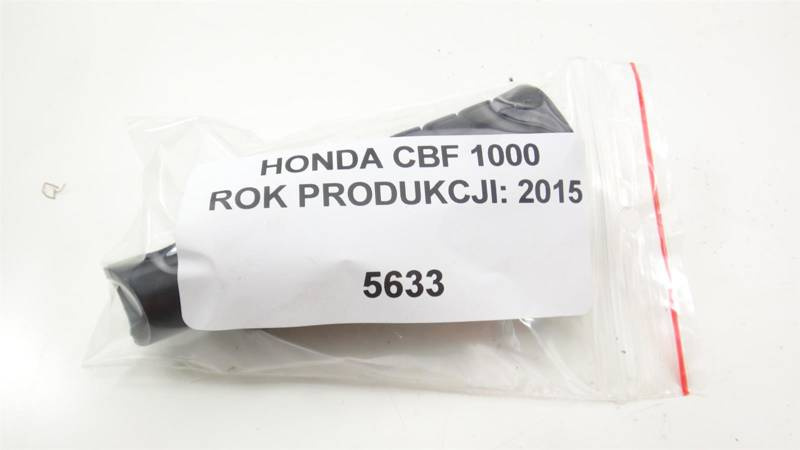 HONDA CBF 1000
ROK PRODUKCJI: 2015
5633